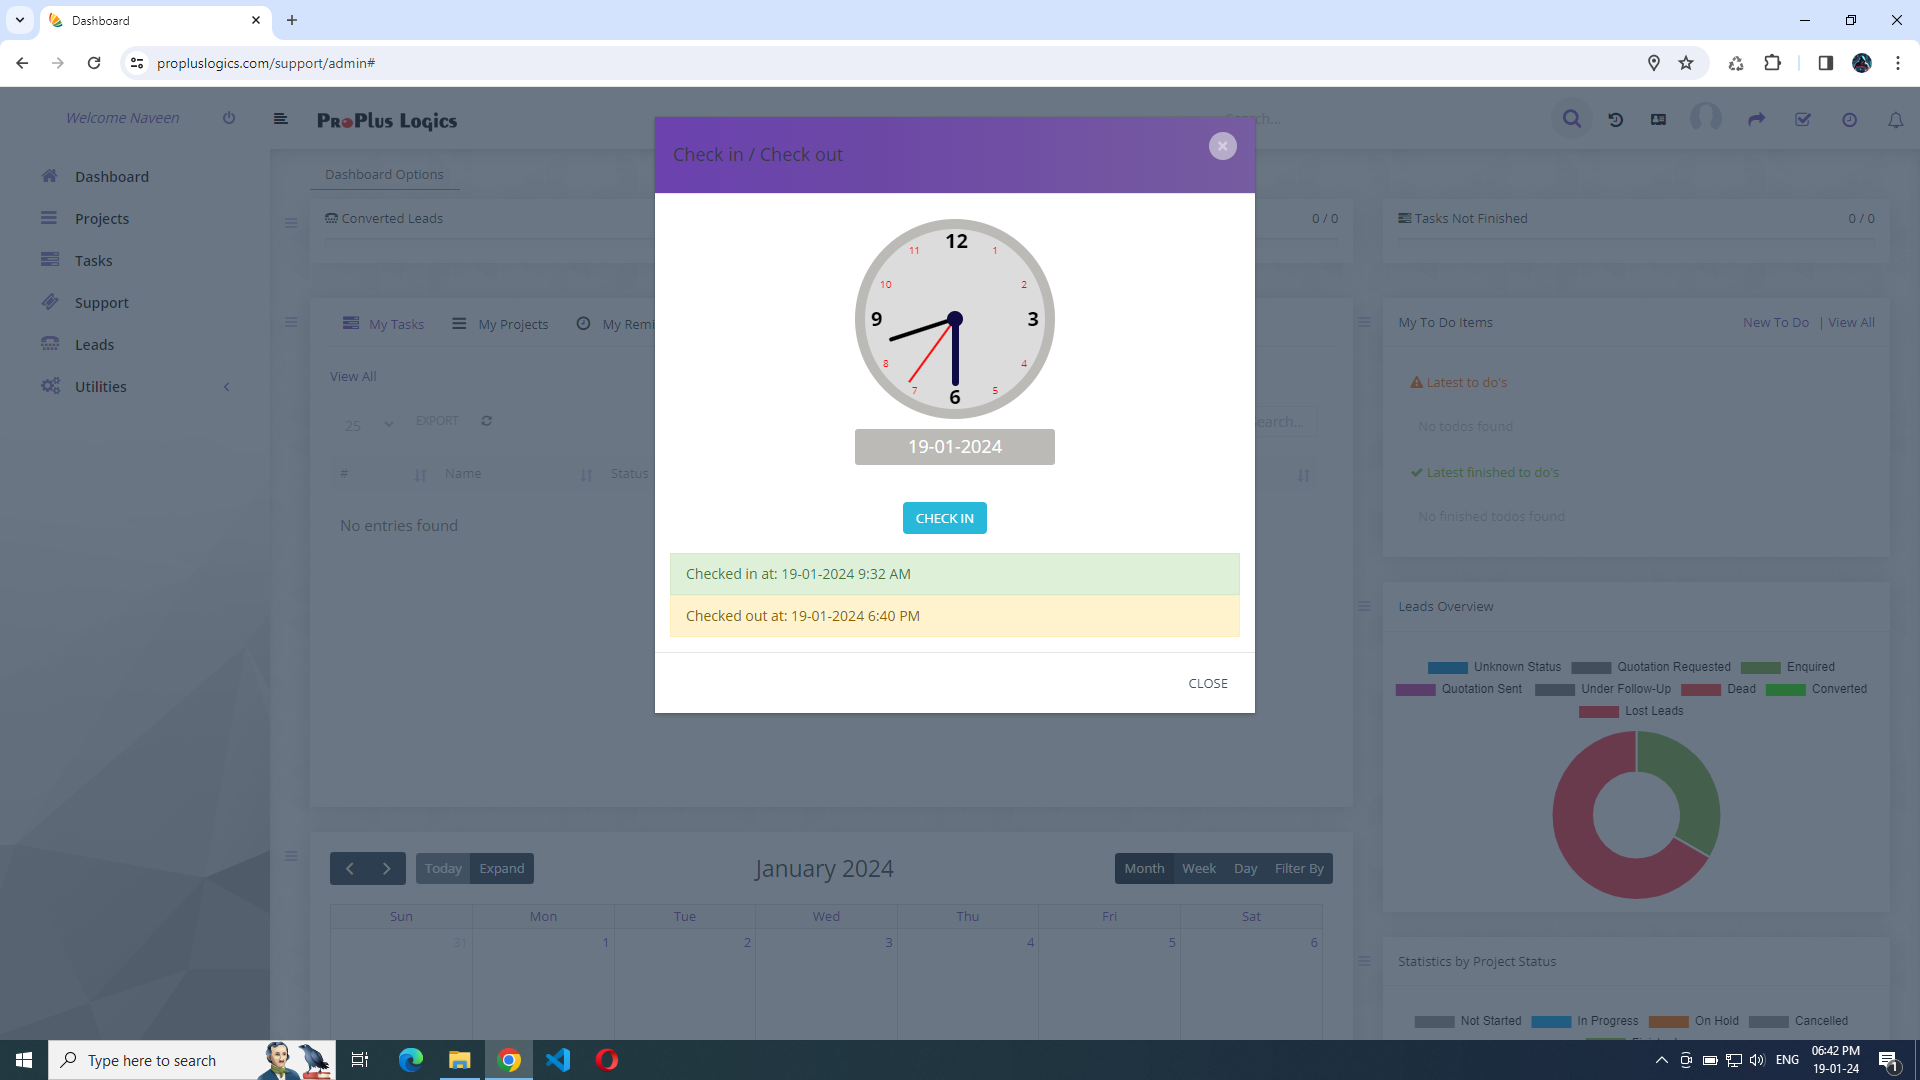 Dashboard
propluslogics.com/support/admin#
Welcome Naveen
ProPlus Logics
Search...
Dashboard
Projects
Tasks
Support
Leads
Utilities
Dashboard Options
Converted Leads
0 / 0
Tasks Not Finished
0 / 0
My Tasks
My Projects
My Remi
View All
25
EXPORT
earch...
#
Name
Status
No entries found
Check in / Check out
12
1
2
3
4
5
6
7
8
9
10
11
19-01-2024
CHECK IN
Checked in at: 19-01-2024 9:32 AM
Checked out at: 19-01-2024 6:40 PM
CLOSE
My To Do Items
New To Do | View All
Latest to do's
No todos found
Latest finished to do's
No finished todos found
Leads Overview
Unknown Status Quotation Requested Enquired
Quotation Sent Under Follow-Up Dead Converted
Lost Leads
Today Expand
January 2024
Month Week Day Filter By
Sun Mon Tue Wed Thu Fri Sat
31 1 2 3 4 5 6
Statistics by Project Status
Not Started In Progress On Hold Cancelled
Finished
Type here to search
ENG
06:42 PM
19-01-24
1